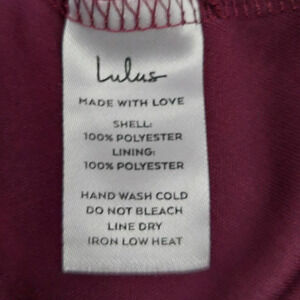 Lulus
MADE WITH LOVE
SHELL:
100% POLYESTER
LINING:
100% POLYESTER
HAND WASH COLD
DO NOT BLEACH
LINE DRY
IRON LOW HEAT